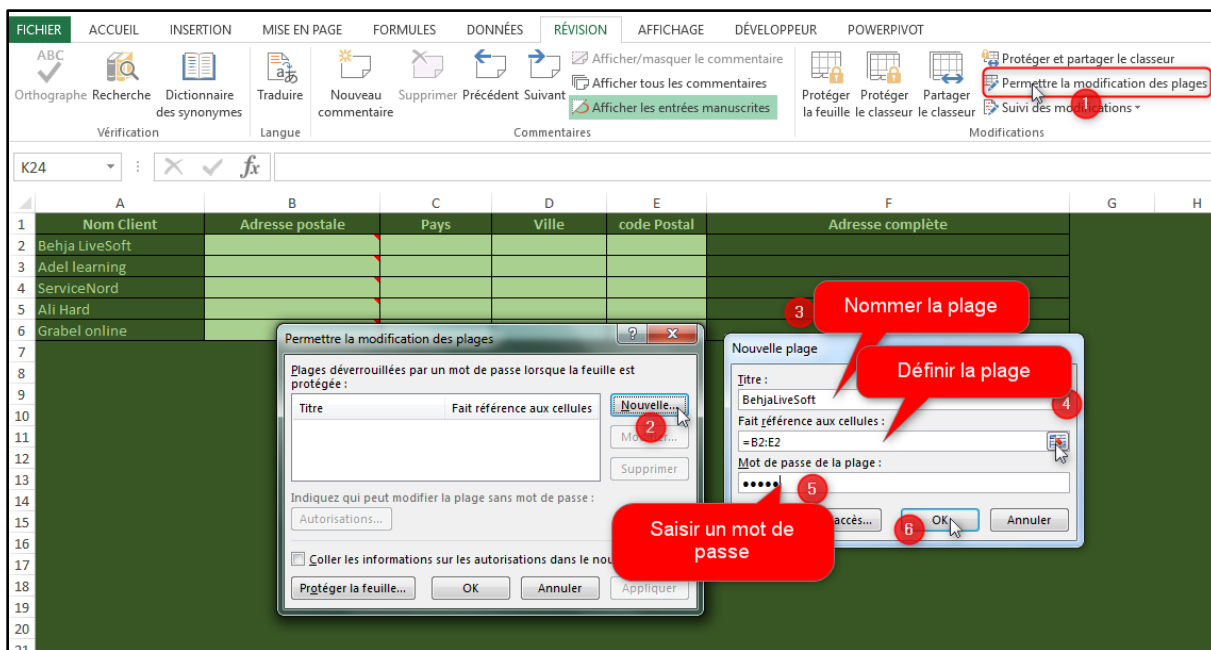 FICHIER ACCUEIL INSERTION MISE EN PAGE FORMULES DONNÉES RÉVISION AFFICHAGE DÉVELOPPEUR POWERPIVOT
ABC
Orthographe Recherche Dictionnaire des synonymes
Vérification
aあ
Traduire
Langue
Nouveau commentaire Supprimer Précédent Suivant
Afficher/masquer le commentaire
Afficher tous les commentaires
Afficher les entrées manuscrites
Commentaires
Protéger la feuille Protéger le classeur Partager le classeur
Protéger et partager le classeur
Permettre la modification des plages
1
Suivi des modifications
Modifications
K24 fx
A B C D E F G H
1 Nom Client Adresse postale Pays Ville code Postal Adresse complète
2 Behja LiveSoft
3 Adel learning
4 ServiceNord
5 Ali Hard
6 Grabel online
7
8
9
10
11
12
13
14
15
16
17
18
19
20
21
Permettre la modification des plages ? x
Plages déverrouillées par un mot de passe lorsque la feuille est
protégée :
Titre Fait référence aux cellules
Nouvelle...
2
Modifier...
Supprimer
Indiquez qui peut modifier la plage sans mot de passe :
Autorisations...
Coller les informations sur les autorisations dans le
Protéger la feuille... OK Annuler Appliquer
3 Nommer la plage
Nouvelle plage
Définir la plage
Titre :
BehjaLiveSoft
4
Fait référence aux cellules :
=B2:E2
Mot de passe de la plage :
•••••
5
Saisir un mot de
passe
accès... 6 OK Annuler